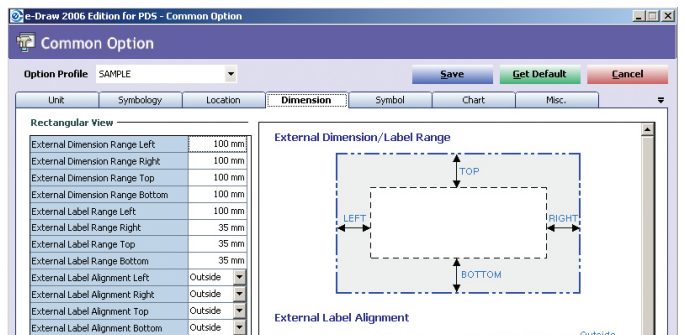 e-Draw 2006 Edition for PDS - Common Option
Common Option
Option Profile SAMPLE Save Get Default Cancel
Unit Symbology Location Dimension Symbol Chart Misc.
Rectangular View
External Dimension Range Left 100 mm
External Dimension Range Right 100 mm
External Dimension Range Top 100 mm
External Dimension Range Bottom 100 mm
External Label Range Left 100 mm
External Label Range Right 35 mm
External Label Range Top 35 mm
External Label Range Bottom 35 mm
External Label Alignment Left Outside
External Label Alignment Right Outside
External Label Alignment Top Outside
External Label Alignment Bottom Outside
External Dimension/Label Range
TOP
LEFT RIGHT
BOTTOM
External Label Alignment
Outside